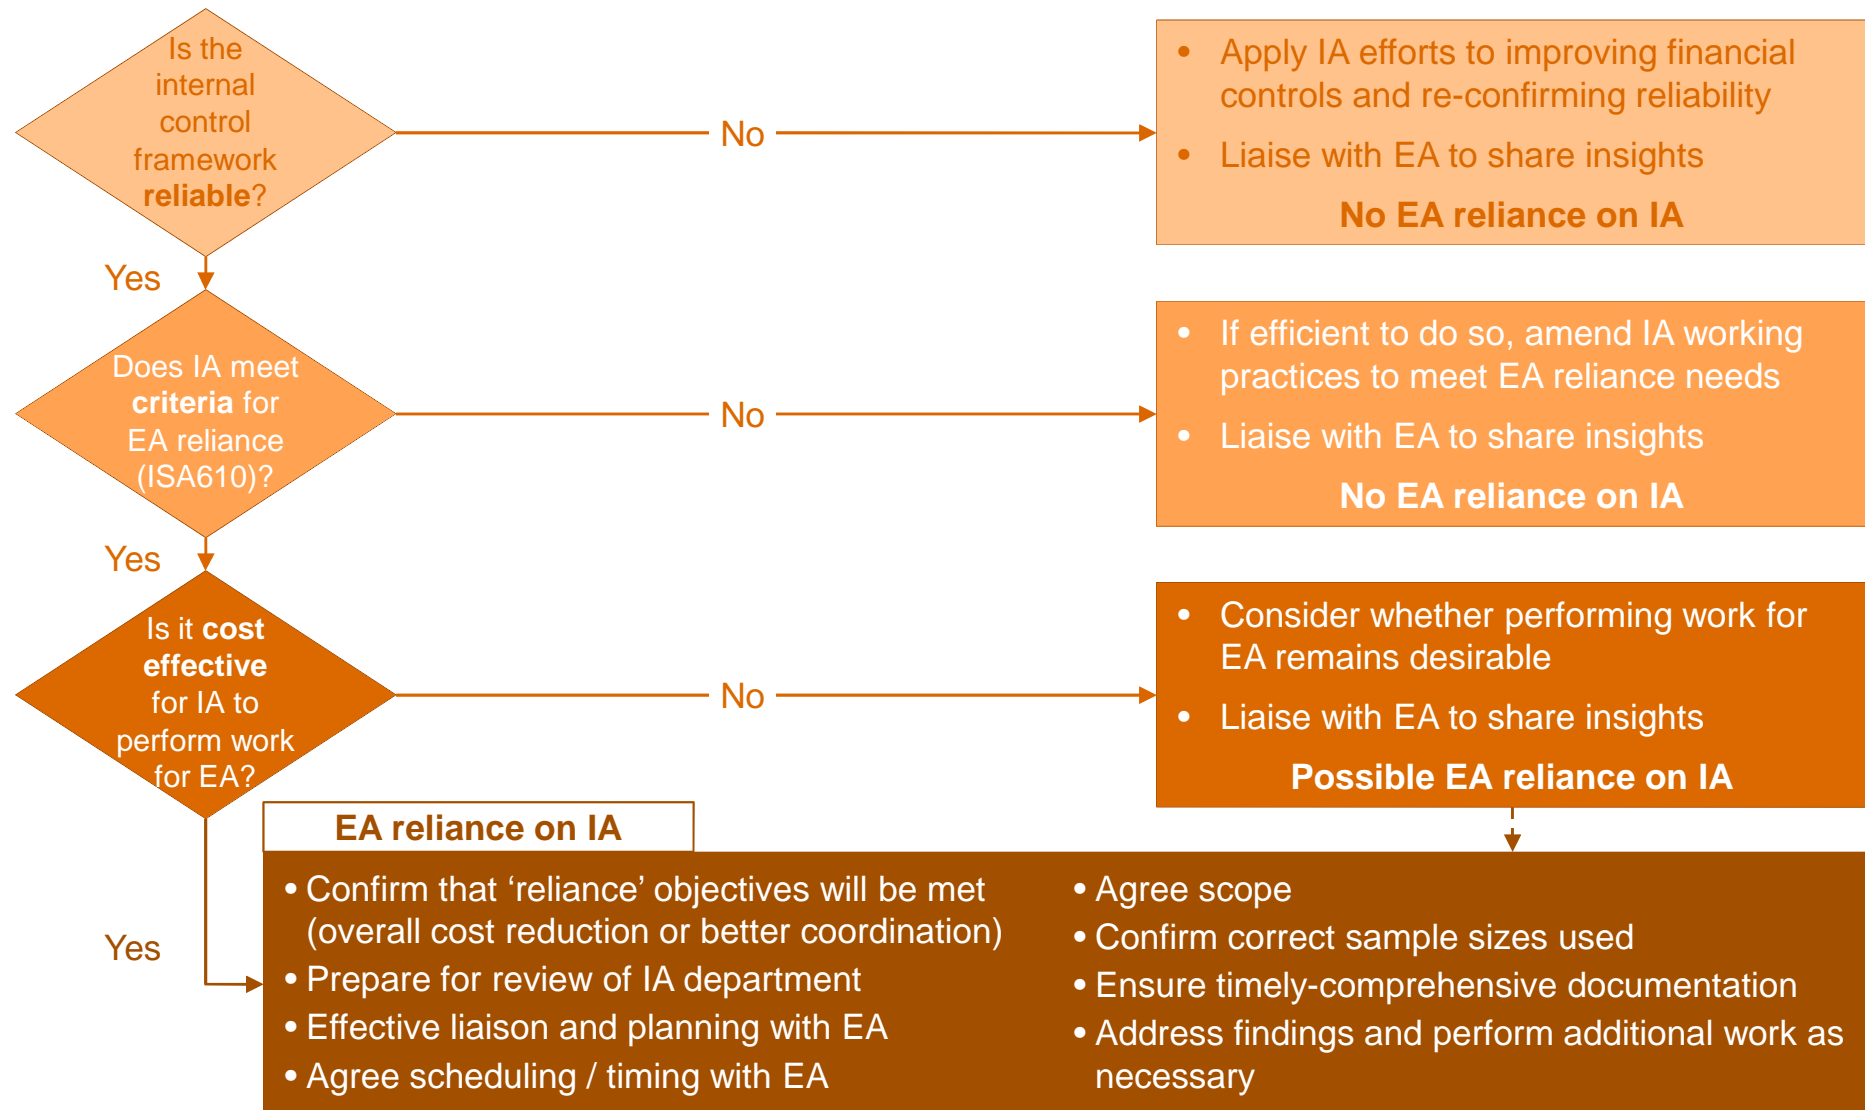 Is the
internal
control
framework
reliable?
No
• Apply IA efforts to improving financial
controls and re-confirming reliability
• Liaise with EA to share insights
No EA reliance on IA
Yes
Does IA meet
criteria for
EA reliance
(ISA610)?
No
• If efficient to do so, amend IA working
practices to meet EA reliance needs
• Liaise with EA to share insights
No EA reliance on IA
Yes
Is it cost
effective
for IA to
perform work
for EA?
No
• Consider whether performing work for
EA remains desirable
• Liaise with EA to share insights
Possible EA reliance on IA
Yes
EA reliance on IA
• Confirm that ‘reliance’ objectives will be met
(overall cost reduction or better coordination)
• Prepare for review of IA department
• Effective liaison and planning with EA
• Agree scheduling / timing with EA
• Agree scope
• Confirm correct sample sizes used
• Ensure timely-comprehensive documentation
• Address findings and perform additional work as
necessary